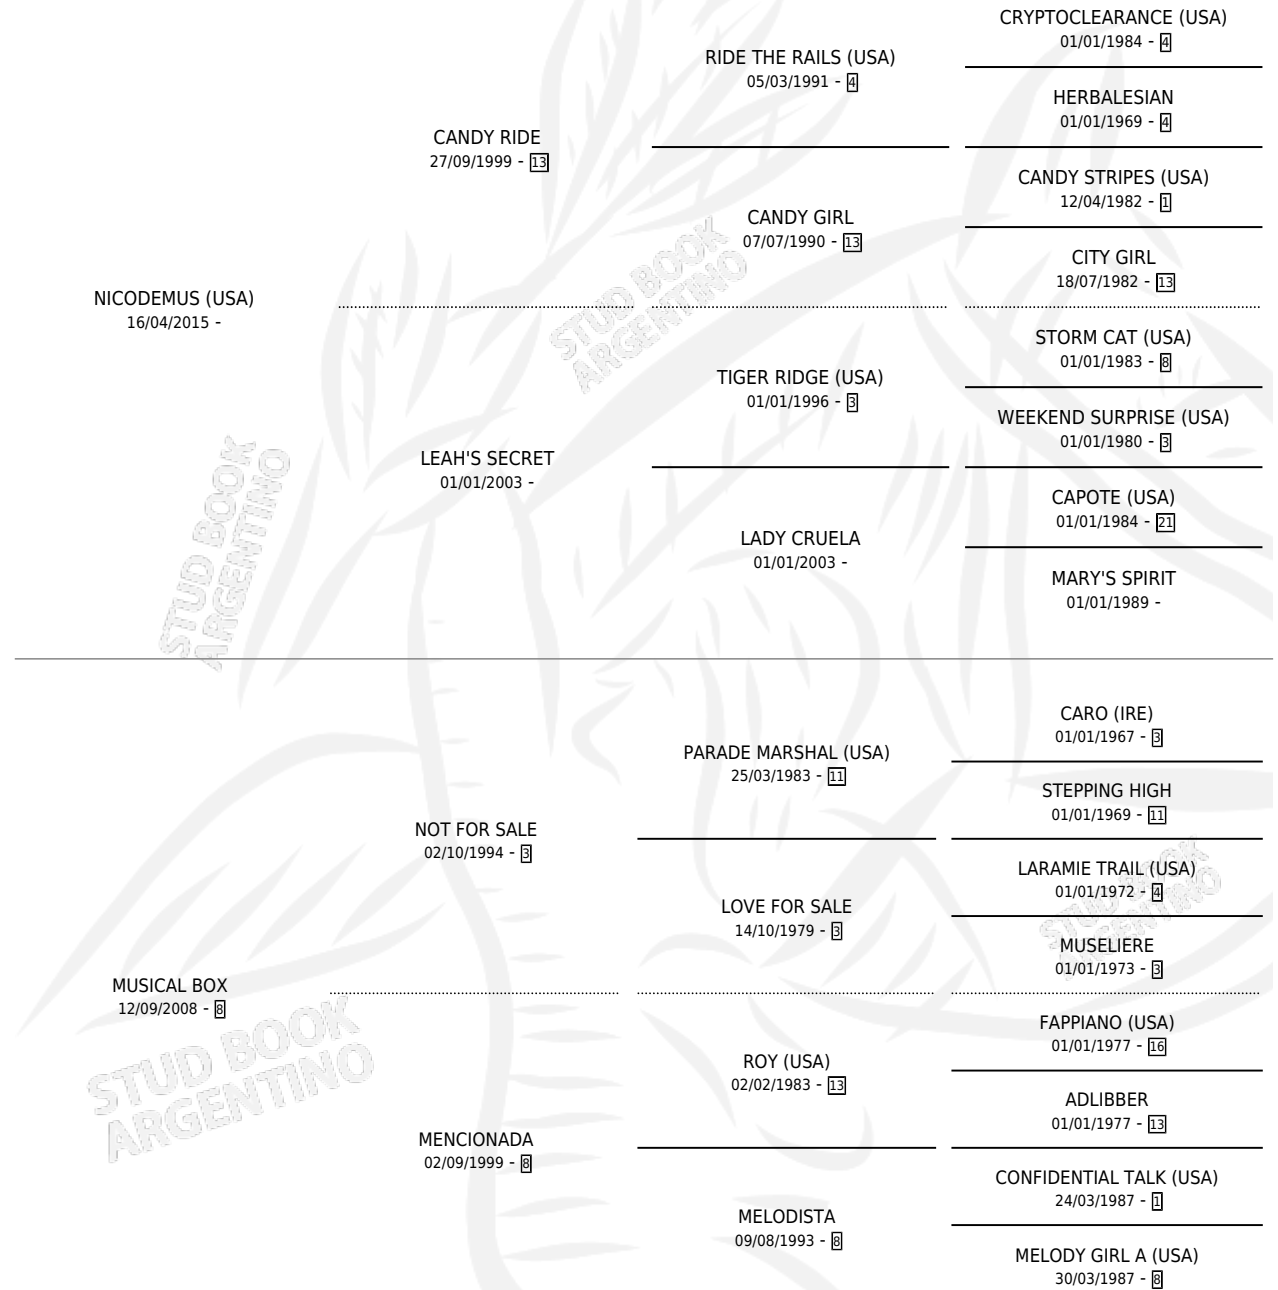 CRYPTOCLEARANCE (USA)
01/01/1984 - 4
RIDE THE RAILS (USA)
05/03/1991 - 4
HERBALESIAN
01/01/1969 - 4
CANDY RIDE
27/09/1999 - 13
CANDY STRIPES (USA)
12/04/1982 - 1
CANDY GIRL
07/07/1990 - 13
CITY GIRL
18/07/1982 - 13
NICODEMUS (USA)
16/04/2015 -
STUD BOOK
ARGENTINO
STORM CAT (USA)
01/01/1983 - 8
TIGER RIDGE (USA)
01/01/1996 - 3
WEEKEND SURPRISE (USA)
01/01/1980 - 3
LEAH'S SECRET
01/01/2003 -
CAPOTE (USA)
01/01/1984 - 21
LADY CRUELA
01/01/2003 -
MARY'S SPIRIT
01/01/1989 -
STUD BOOK
ARGENTINO
CARO (IRE)
01/01/1967 - 3
PARADE MARSHAL (USA)
25/03/1983 - 11
STEPPING HIGH
01/01/1969 - 11
NOT FOR SALE
02/10/1994 - 3
LARAMIE TRAIL (USA)
01/01/1972 - 4
LOVE FOR SALE
14/10/1979 - 3
STUD BOOK
ARGENTINO
MUSELIERE
01/01/1973 - 3
MUSICAL BOX
12/09/2008 - 8
FAPPIANO (USA)
01/01/1977 - 16
ROY (USA)
02/02/1983 - 13
STUD BOOK
ARGENTINO
ADLIBBER
01/01/1977 - 13
MENCIONADA
02/09/1999 - 8
CONFIDENTIAL TALK (USA)
24/03/1987 - 1
MELODISTA
09/08/1993 - 8
MELODY GIRL A (USA)
30/03/1987 - 8